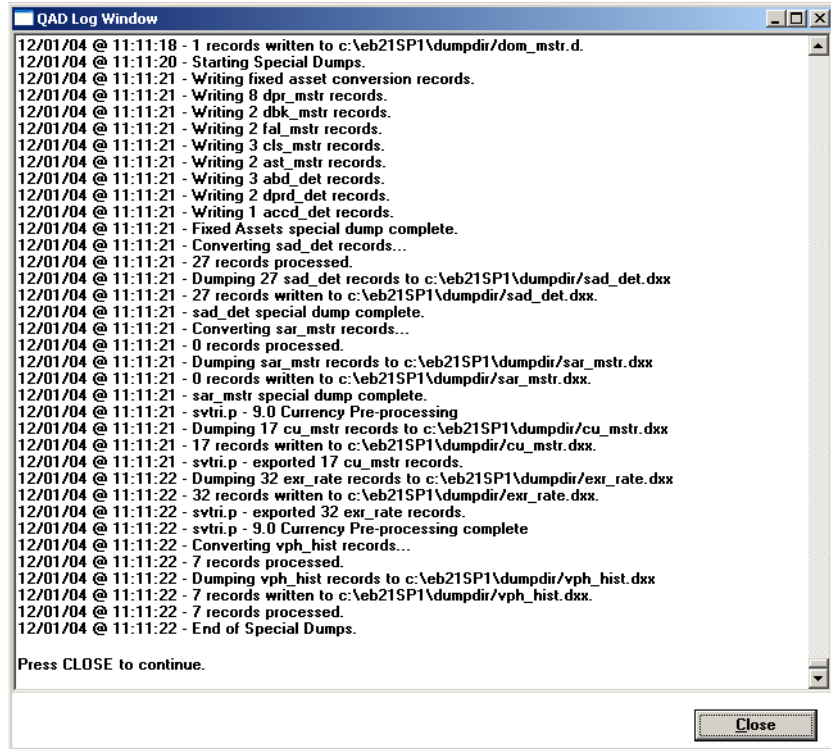 QAD Log Window
12/01/04 @ 11:11:18 - 1 records written to c:\eb21SP1\dumpdir/dom_mstr.d.
12/01/04 @ 11:11:20 - Starting Special Dumps.
12/01/04 @ 11:11:21 - Writing fixed asset conversion records.
12/01/04 @ 11:11:21 - Writing 8 dpr_mstr records.
12/01/04 @ 11:11:21 - Writing 2 dbk_mstr records.
12/01/04 @ 11:11:21 - Writing 2 fal_mstr records.
12/01/04 @ 11:11:21 - Writing 3 cls_mstr records.
12/01/04 @ 11:11:21 - Writing 2 ast_mstr records.
12/01/04 @ 11:11:21 - Writing 3 abd_det records.
12/01/04 @ 11:11:21 - Writing 2 dprd_det records.
12/01/04 @ 11:11:21 - Writing 1 accd_det records.
12/01/04 @ 11:11:21 - Fixed Assets special dump complete.
12/01/04 @ 11:11:21 - Converting sad_det records...
12/01/04 @ 11:11:21 - 27 records processed.
12/01/04 @ 11:11:21 - Dumping 27 sad_det records to c:\eb21SP1\dumpdir/sad_det.dxx
12/01/04 @ 11:11:21 - 27 records written to c:\eb21SP1\dumpdir/sad_det.dxx.
12/01/04 @ 11:11:21 - sad_det special dump complete.
12/01/04 @ 11:11:21 - Converting sar_mstr records...
12/01/04 @ 11:11:21 - 0 records processed.
12/01/04 @ 11:11:21 - Dumping sar_mstr records to c:\eb21SP1\dumpdir/sar_mstr.dxx
12/01/04 @ 11:11:21 - 0 records written to c:\eb21SP1\dumpdir/sar_mstr.dxx.
12/01/04 @ 11:11:21 - sar_mstr special dump complete.
12/01/04 @ 11:11:21 - svtri.p - 9.0 Currency Pre-processing
12/01/04 @ 11:11:21 - Dumping 17 cu_mstr records to c:\eb21SP1\dumpdir/cu_mstr.dxx
12/01/04 @ 11:11:21 - 17 records written to c:\eb21SP1\dumpdir/cu_mstr.dxx.
12/01/04 @ 11:11:21 - svtri.p - exported 17 cu_mstr records.
12/01/04 @ 11:11:22 - Dumping 32 exr_rate records to c:\eb21SP1\dumpdir/exr_rate.dxx
12/01/04 @ 11:11:22 - 32 records written to c:\eb21SP1\dumpdir/exr_rate.dxx.
12/01/04 @ 11:11:22 - svtri.p - exported 32 exr_rate records.
12/01/04 @ 11:11:22 - svtri.p - 9.0 Currency Pre-processing complete
12/01/04 @ 11:11:22 - Converting vph_hist records...
12/01/04 @ 11:11:22 - 7 records processed.
12/01/04 @ 11:11:22 - Dumping vph_hist records to c:\eb21SP1\dumpdir/vph_hist.dxx
12/01/04 @ 11:11:22 - 7 records written to c:\eb21SP1\dumpdir/vph_hist.dxx.
12/01/04 @ 11:11:22 - 7 records processed.
12/01/04 @ 11:11:22 - End of Special Dumps.
Press CLOSE to continue.
Close